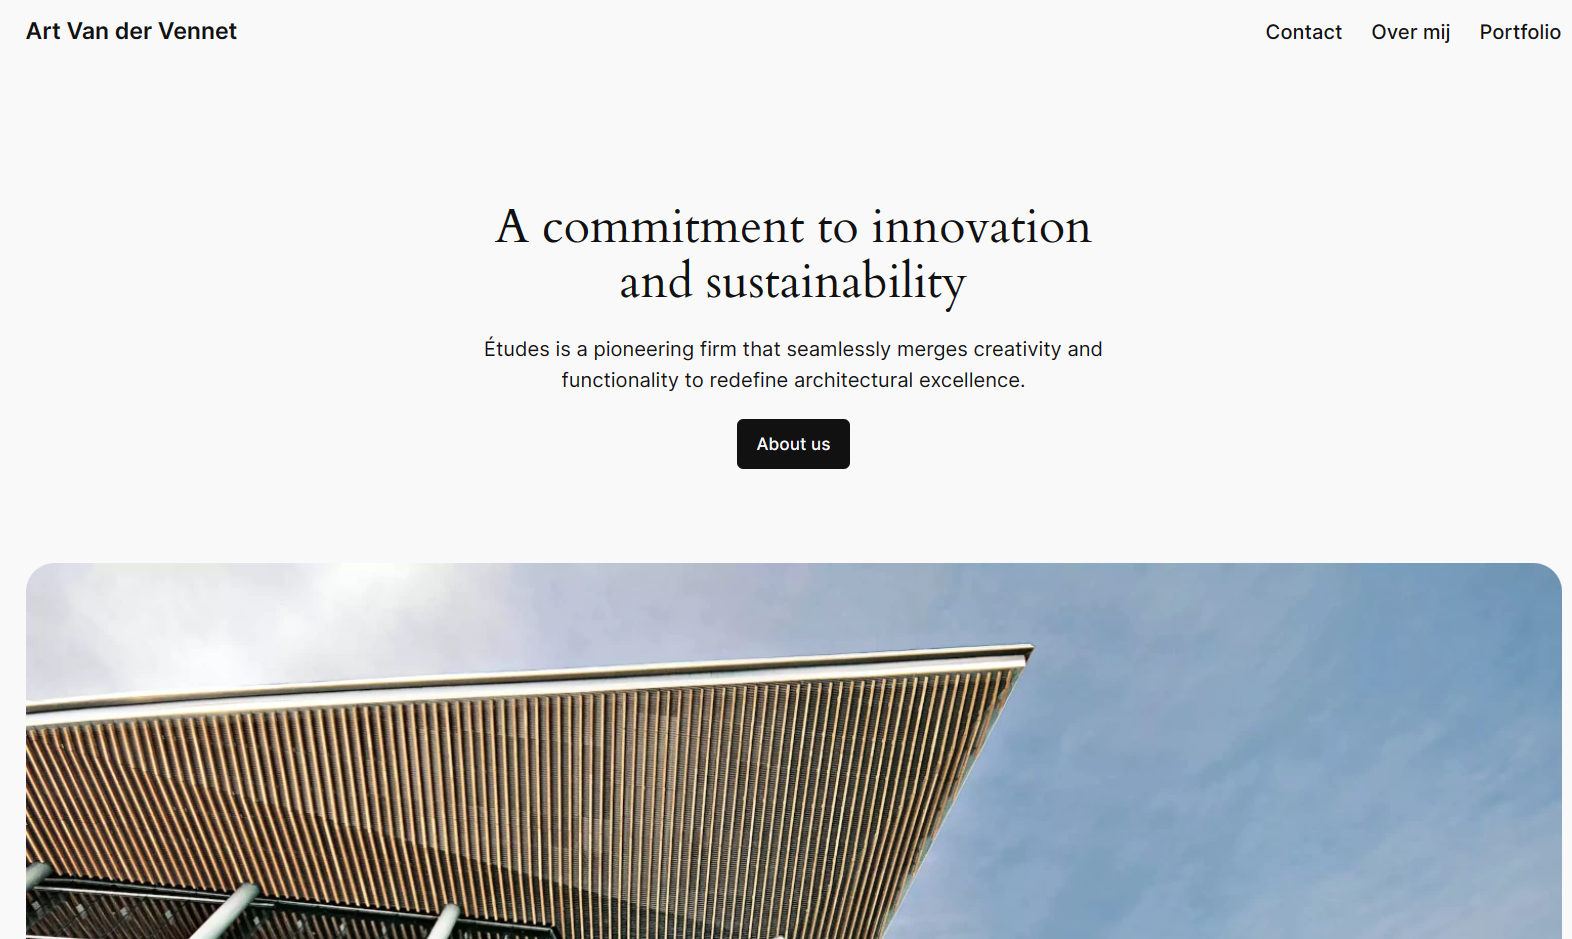 Art Van der Vennet
Contact
Over mij
Portfolio
A commitment to innovation
and sustainability
Études is a pioneering firm that seamlessly merges creativity and
functionality to redefine architectural excellence.
About us